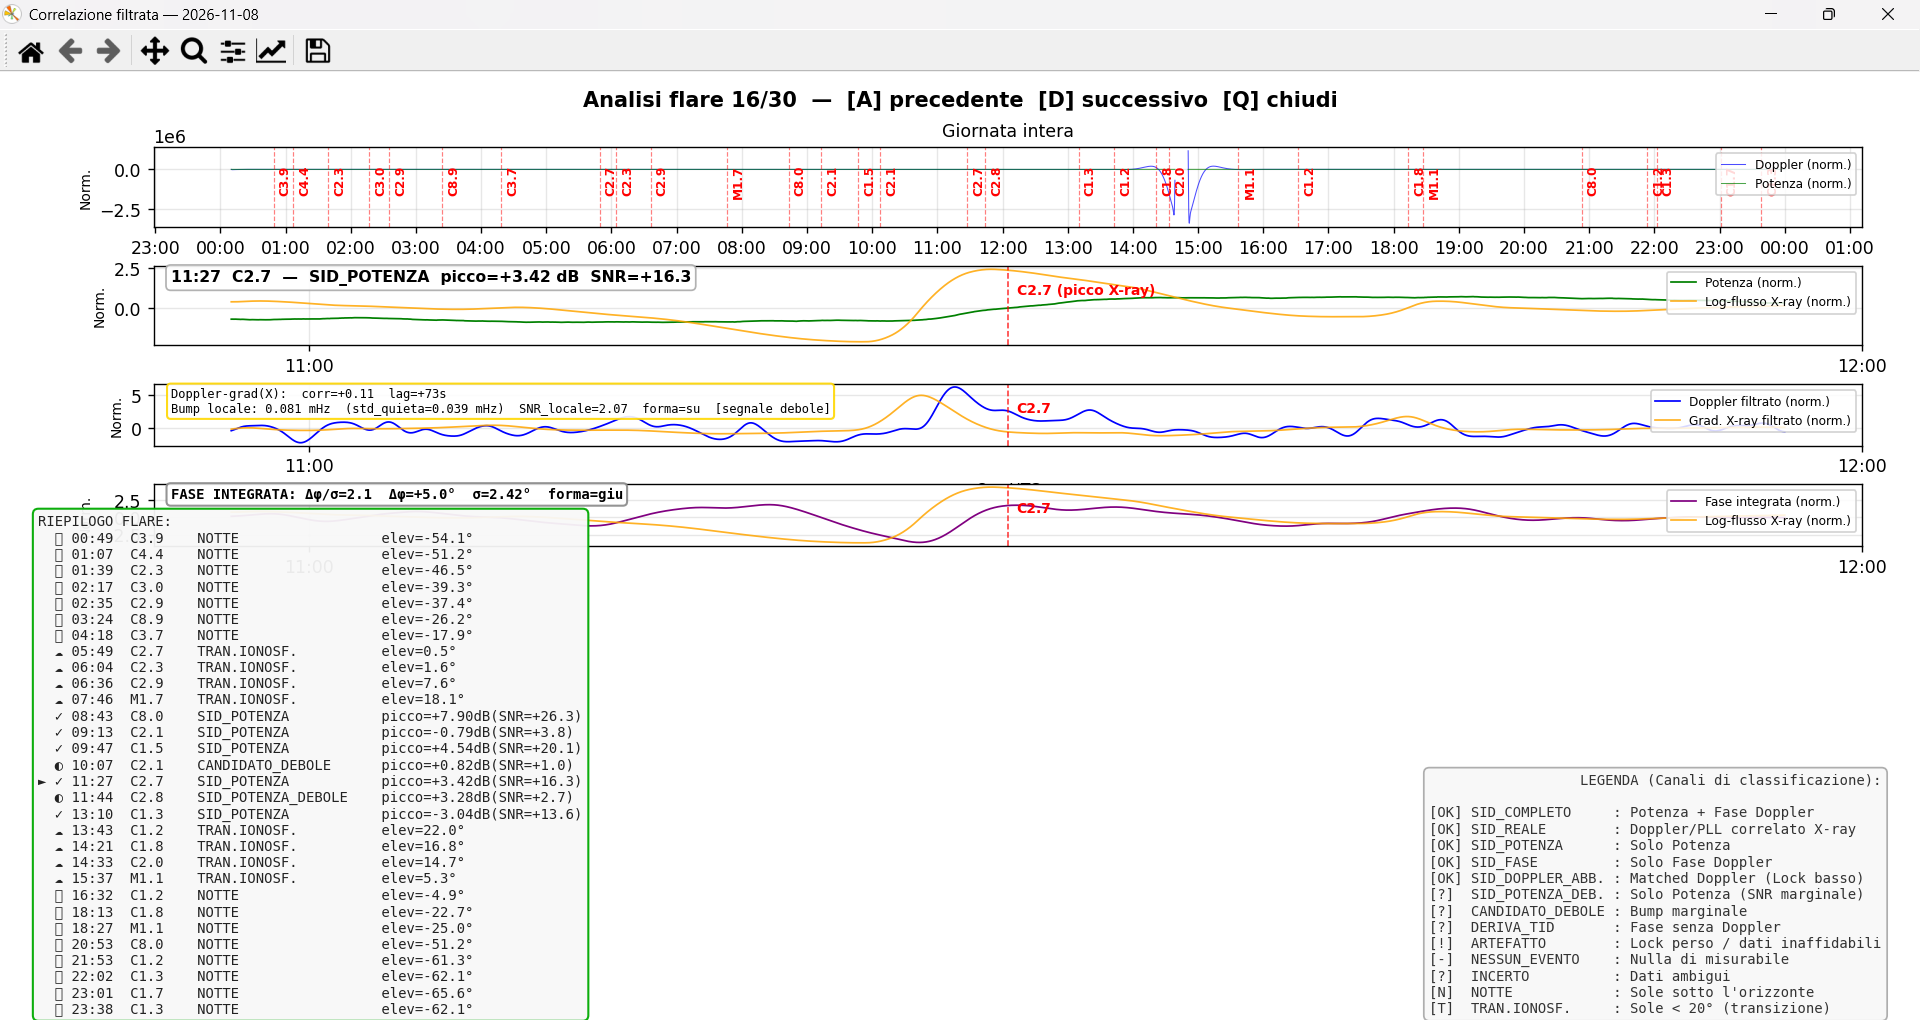 Correlazione filtrata — 2026-11-08
Analisi flare 16/30 — [A] precedente [D] successivo [Q] chiudi
Giornata intera
1e6
Norm.
0.0
−2.5
C3.9 C4.4 C2.3 C3.0 C2.9 C8.9 C3.7 C2.7 C2.3 C2.9 M1.7 C8.0 C2.1 C1.5 C2.1 C2.7 C2.8 C1.3 C1.2 C1.8 C2.0 M1.1 C1.2 C1.8 M1.1 C8.0 C1.2 C1.3
Doppler (norm.)
Potenza (norm.)
23:00 00:00 01:00 02:00 03:00 04:00 05:00 06:00 07:00 08:00 09:00 10:00 11:00 12:00 13:00 14:00 15:00 16:00 17:00 18:00 19:00 20:00 21:00 22:00 23:00 00:00 01:00
Norm.
2.5
0.0
11:27 C2.7 — SID_POTENZA picco=+3.42 dB SNR=+16.3
C2.7 (picco X-ray)
Potenza (norm.)
Log-flusso X-ray (norm.)
11:00 12:00
Norm.
5
0
Doppler-grad(X): corr=+0.11 lag=+73s
Bump locale: 0.081 mHz (std_quieta=0.039 mHz) SNR_locale=2.07 forma=su [segnale debole]
C2.7
Doppler filtrato (norm.)
Grad. X-ray filtrato (norm.)
11:00 12:00
2.5
FASE INTEGRATA: Δφ/σ=2.1 Δφ=+5.0° σ=2.42° forma=giu
C2.7
Fase integrata (norm.)
Log-flusso X-ray (norm.)
11:00 12:00
RIEPILOGO FLARE:
00:49 C3.9 NOTTE elev=-54.1°
01:07 C4.4 NOTTE elev=-51.2°
01:39 C2.3 NOTTE elev=-46.5°
02:17 C3.0 NOTTE elev=-39.3°
02:35 C2.9 NOTTE elev=-37.4°
03:24 C8.9 NOTTE elev=-26.2°
04:18 C3.7 NOTTE elev=-17.9°
☁ 05:49 C2.7 TRAN.IONOSF. elev=0.5°
☁ 06:04 C2.3 TRAN.IONOSF. elev=1.6°
☁ 06:36 C2.9 TRAN.IONOSF. elev=7.6°
☁ 07:46 M1.7 TRAN.IONOSF. elev=18.1°
✓ 08:43 C8.0 SID_POTENZA picco=+7.90dB(SNR=+26.3)
✓ 09:13 C2.1 SID_POTENZA picco=-0.79dB(SNR=+3.8)
✓ 09:47 C1.5 SID_POTENZA picco=+4.54dB(SNR=+20.1)
◐ 10:07 C2.1 CANDIDATO_DEBOLE picco=+0.82dB(SNR=+1.0)
► ✓ 11:27 C2.7 SID_POTENZA picco=+3.42dB(SNR=+16.3)
◐ 11:44 C2.8 SID_POTENZA_DEBOLE picco=+3.28dB(SNR=+2.7)
✓ 13:10 C1.3 SID_POTENZA picco=-3.04dB(SNR=+13.6)
☁ 13:43 C1.2 TRAN.IONOSF. elev=22.0°
☁ 14:21 C1.8 TRAN.IONOSF. elev=16.8°
☁ 14:33 C2.0 TRAN.IONOSF. elev=14.7°
☁ 15:37 M1.1 TRAN.IONOSF. elev=5.3°
16:32 C1.2 NOTTE elev=-4.9°
18:13 C1.8 NOTTE elev=-22.7°
18:27 M1.1 NOTTE elev=-25.0°
20:53 C8.0 NOTTE elev=-51.2°
21:53 C1.2 NOTTE elev=-61.3°
22:02 C1.3 NOTTE elev=-62.1°
23:01 C1.7 NOTTE elev=-65.6°
23:38 C1.3 NOTTE elev=-62.1°
LEGENDA (Canali di classificazione):
[OK] SID_COMPLETO : Potenza + Fase Doppler
[OK] SID_REALE : Doppler/PLL correlato X-ray
[OK] SID_POTENZA : Solo Potenza
[OK] SID_FASE : Solo Fase Doppler
[OK] SID_DOPPLER_ABB. : Matched Doppler (Lock basso)
[?] SID_POTENZA_DEB. : Solo Potenza (SNR marginale)
[?] CANDIDATO_DEBOLE : Bump marginale
[?] DERIVA_TID : Fase senza Doppler
[!] ARTEFATTO : Lock perso / dati inaffidabili
[-] NESSUN_EVENTO : Nulla di misurabile
[?] INCERTO : Dati ambigui
[N] NOTTE : Sole sotto l'orizzonte
[T] TRAN.IONOSF. : Sole < 20° (transizione)